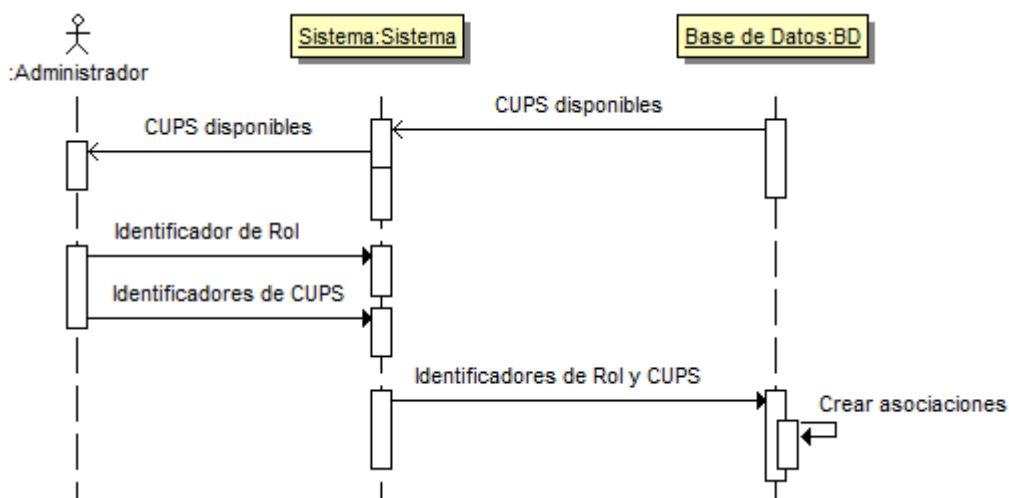 Sistema:Sistema
Base de Datos:BD
:Administrador
CUPS disponibles
CUPS disponibles
Identificador de Rol
Identificadores de CUPS
Identificadores de Rol y CUPS
Crear asociaciones